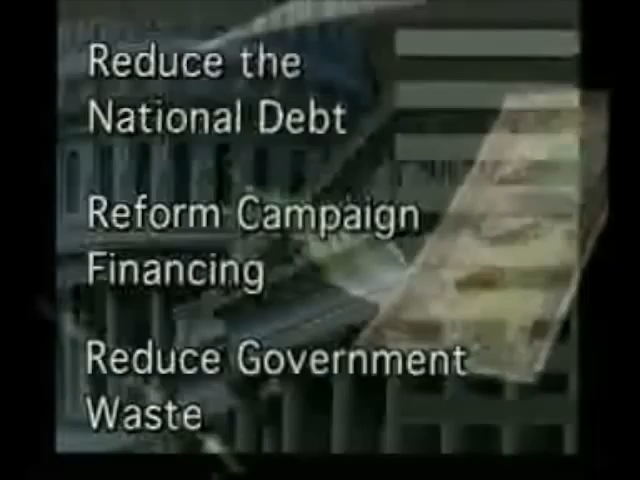 Reduce the
National Debt
Reform Campaign
Financing
Reduce Government
Waste